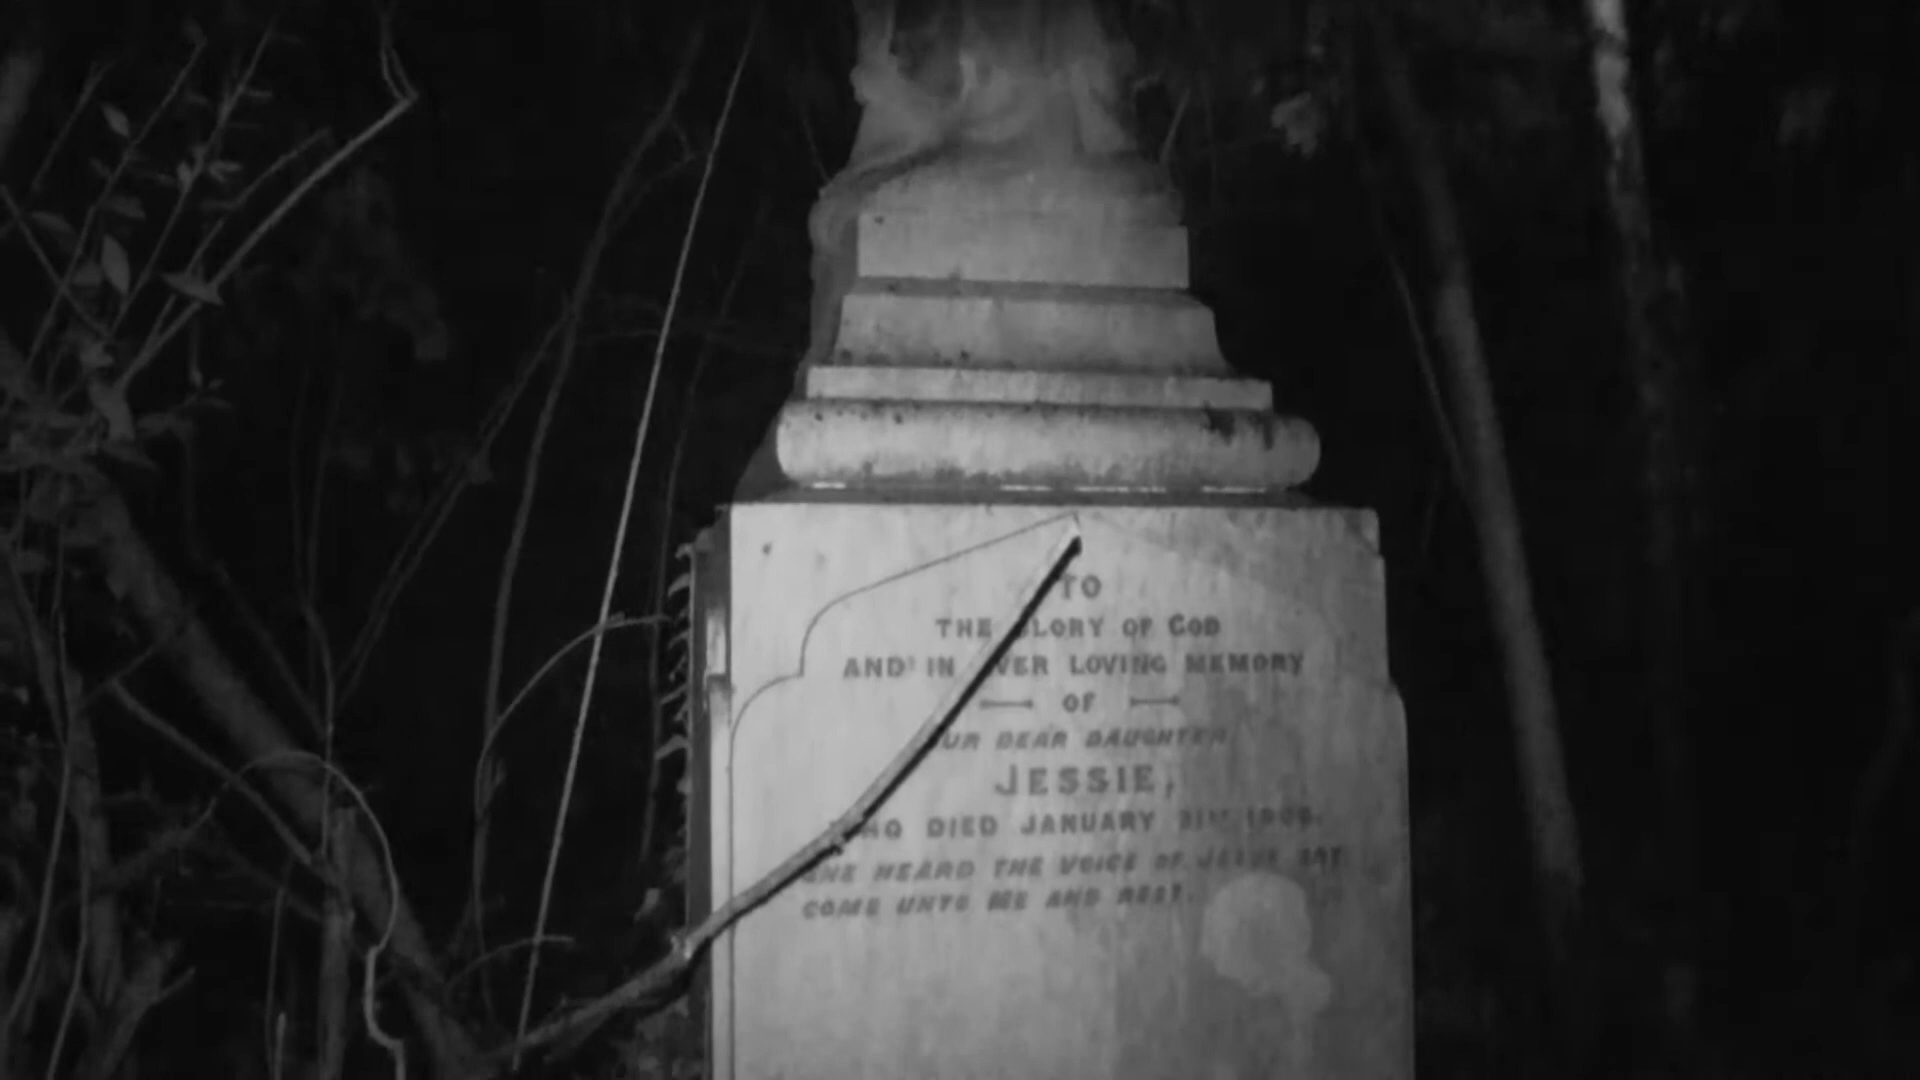 TO
THE GLORY OF GOD
AND IN EVER LOVING MEMORY
OF
OUR DEAR DAUGHTER
JESSIE,
WHO DIED JANUARY
SHE HEARD THE VOICE OF JESUS SAY
COME UNTO ME AND REST.